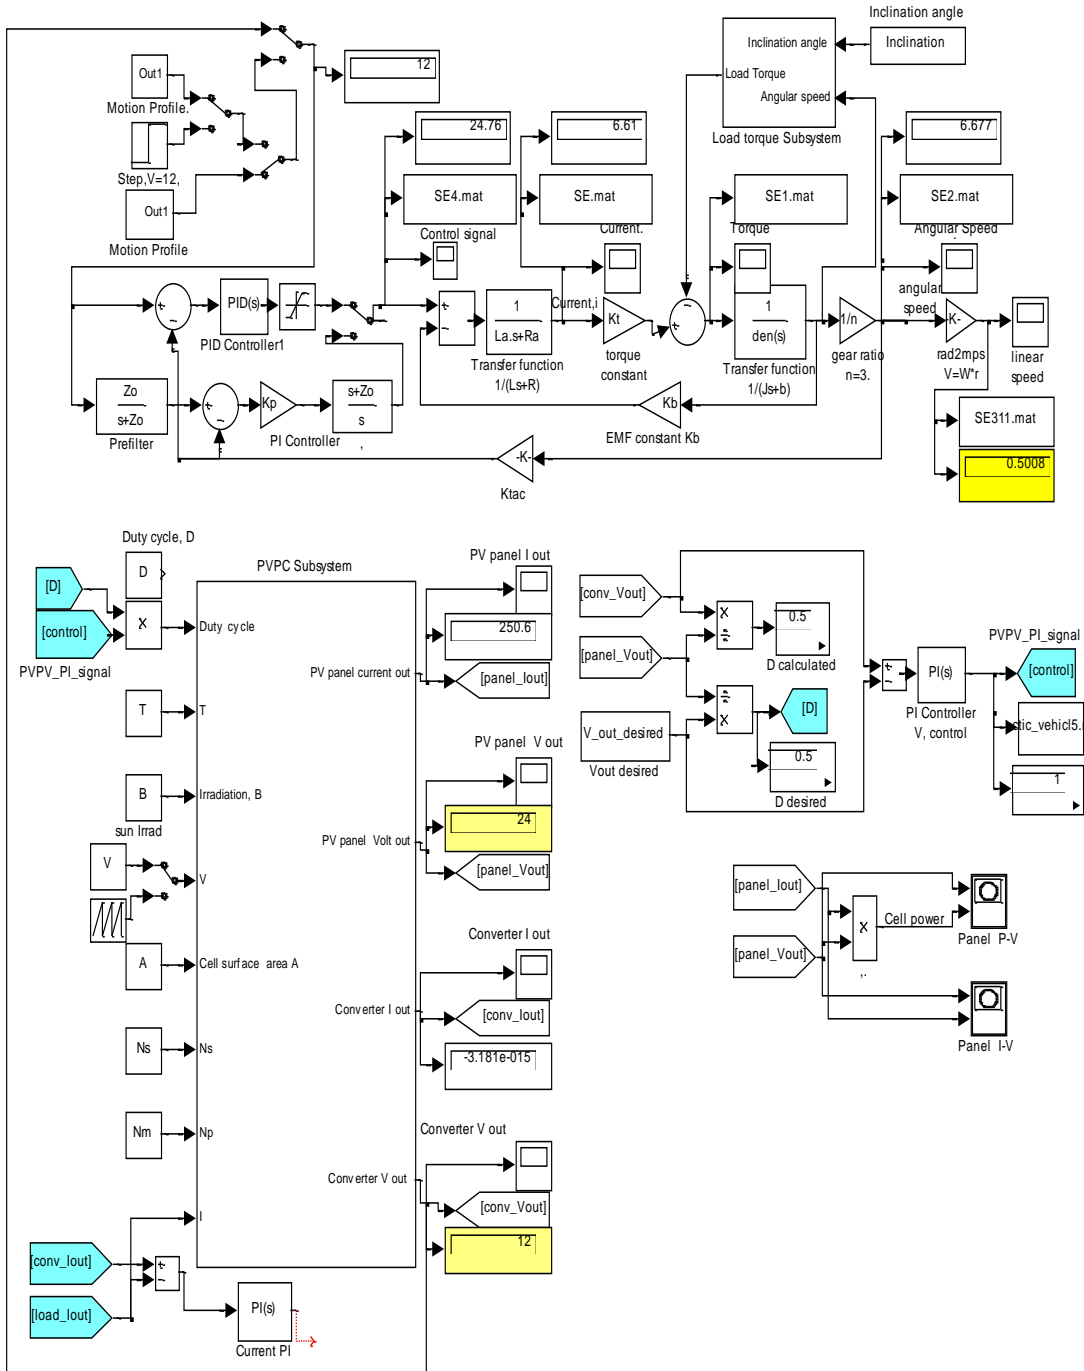 Inclination angle
Inclination angle
Inclination
Load Torque
Angular speed
Load torque Subsystem
Out1
Motion Profile.
Step,V=12,
Out1
Motion Profile
12
24.76
6.61
6.677
SE4.mat
SE.mat
SE1.mat
SE2.mat
Control signal
Current.
Torque
Angular Speed
.
angular
speed
PID(s)
PID Controller1
1
La.s+Ra
Transfer function
1/(Ls+R)
Current,i
Kt
torque
constant
1
den(s)
Transfer function
1/(Js+b)
1/n
gear ratio
n=3.
K-
rad2mps
V=W*r
linear
speed
Zo
s+Zo
Prefilter
Kp
PI Controller
s+Zo
s
,
Kb
EMF constant Kb
-K-
Ktac
SE311.mat
0.5008
Duty cycle, D
D
[D]
[control]
PVPV_PI_signal
X
PVPC Subsystem
Duty cycle
T
T
B
Irradiation, B
sun Irrad
V
V
A
Cell surface area A
Ns
Ns
Nm
Np
I
[conv_Iout]
[load_Iout]
PI(s)
Current PI
PV panel current out
PV panel Volt out
Converter I out
Converter V out
PV panel I out
250.6
[panel_Iout]
PV panel V out
24
[panel_Vout]
Converter I out
[conv_Iout]
-3.181e-015
Converter V out
[conv_Vout]
12
[conv_Vout]
[panel_Vout]
X
÷
0.5
D calculated
÷
X
[D]
V_out_desired
Vout desired
0.5
D desired
PI(s)
PI Controller
V, control
PVPV_PI_signal
[control]
ctic_vehicl5.
1
[panel_Iout]
[panel_Vout]
X
,.
Cell power
Panel P-V
Panel I-V